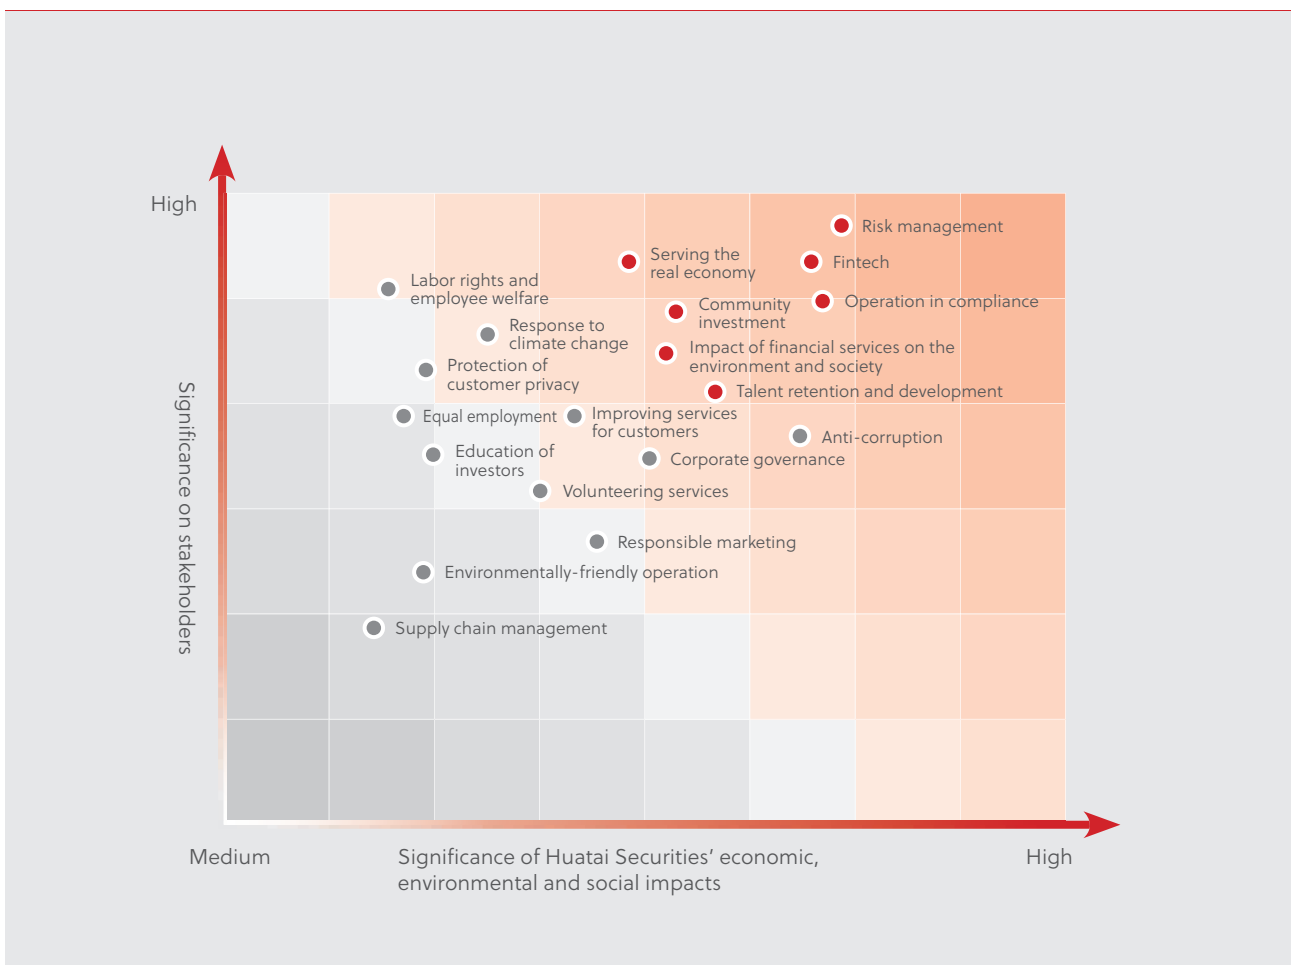 High
Risk management
Serving the
real economy
Fintech
Labor rights and
employee welfare
Operation in compliance
Community
investment
Response to
climate change
Impact of financial services on the
environment and society
Protection of
customer privacy
Talent retention and development
Significance on stakeholders
Equal employment
Improving services
for customers
Anti-corruption
Education of
investors
Corporate governance
Volunteering services
Responsible marketing
Environmentally-friendly operation
Supply chain management
Medium
Significance of Huatai Securities’ economic,
environmental and social impacts
High